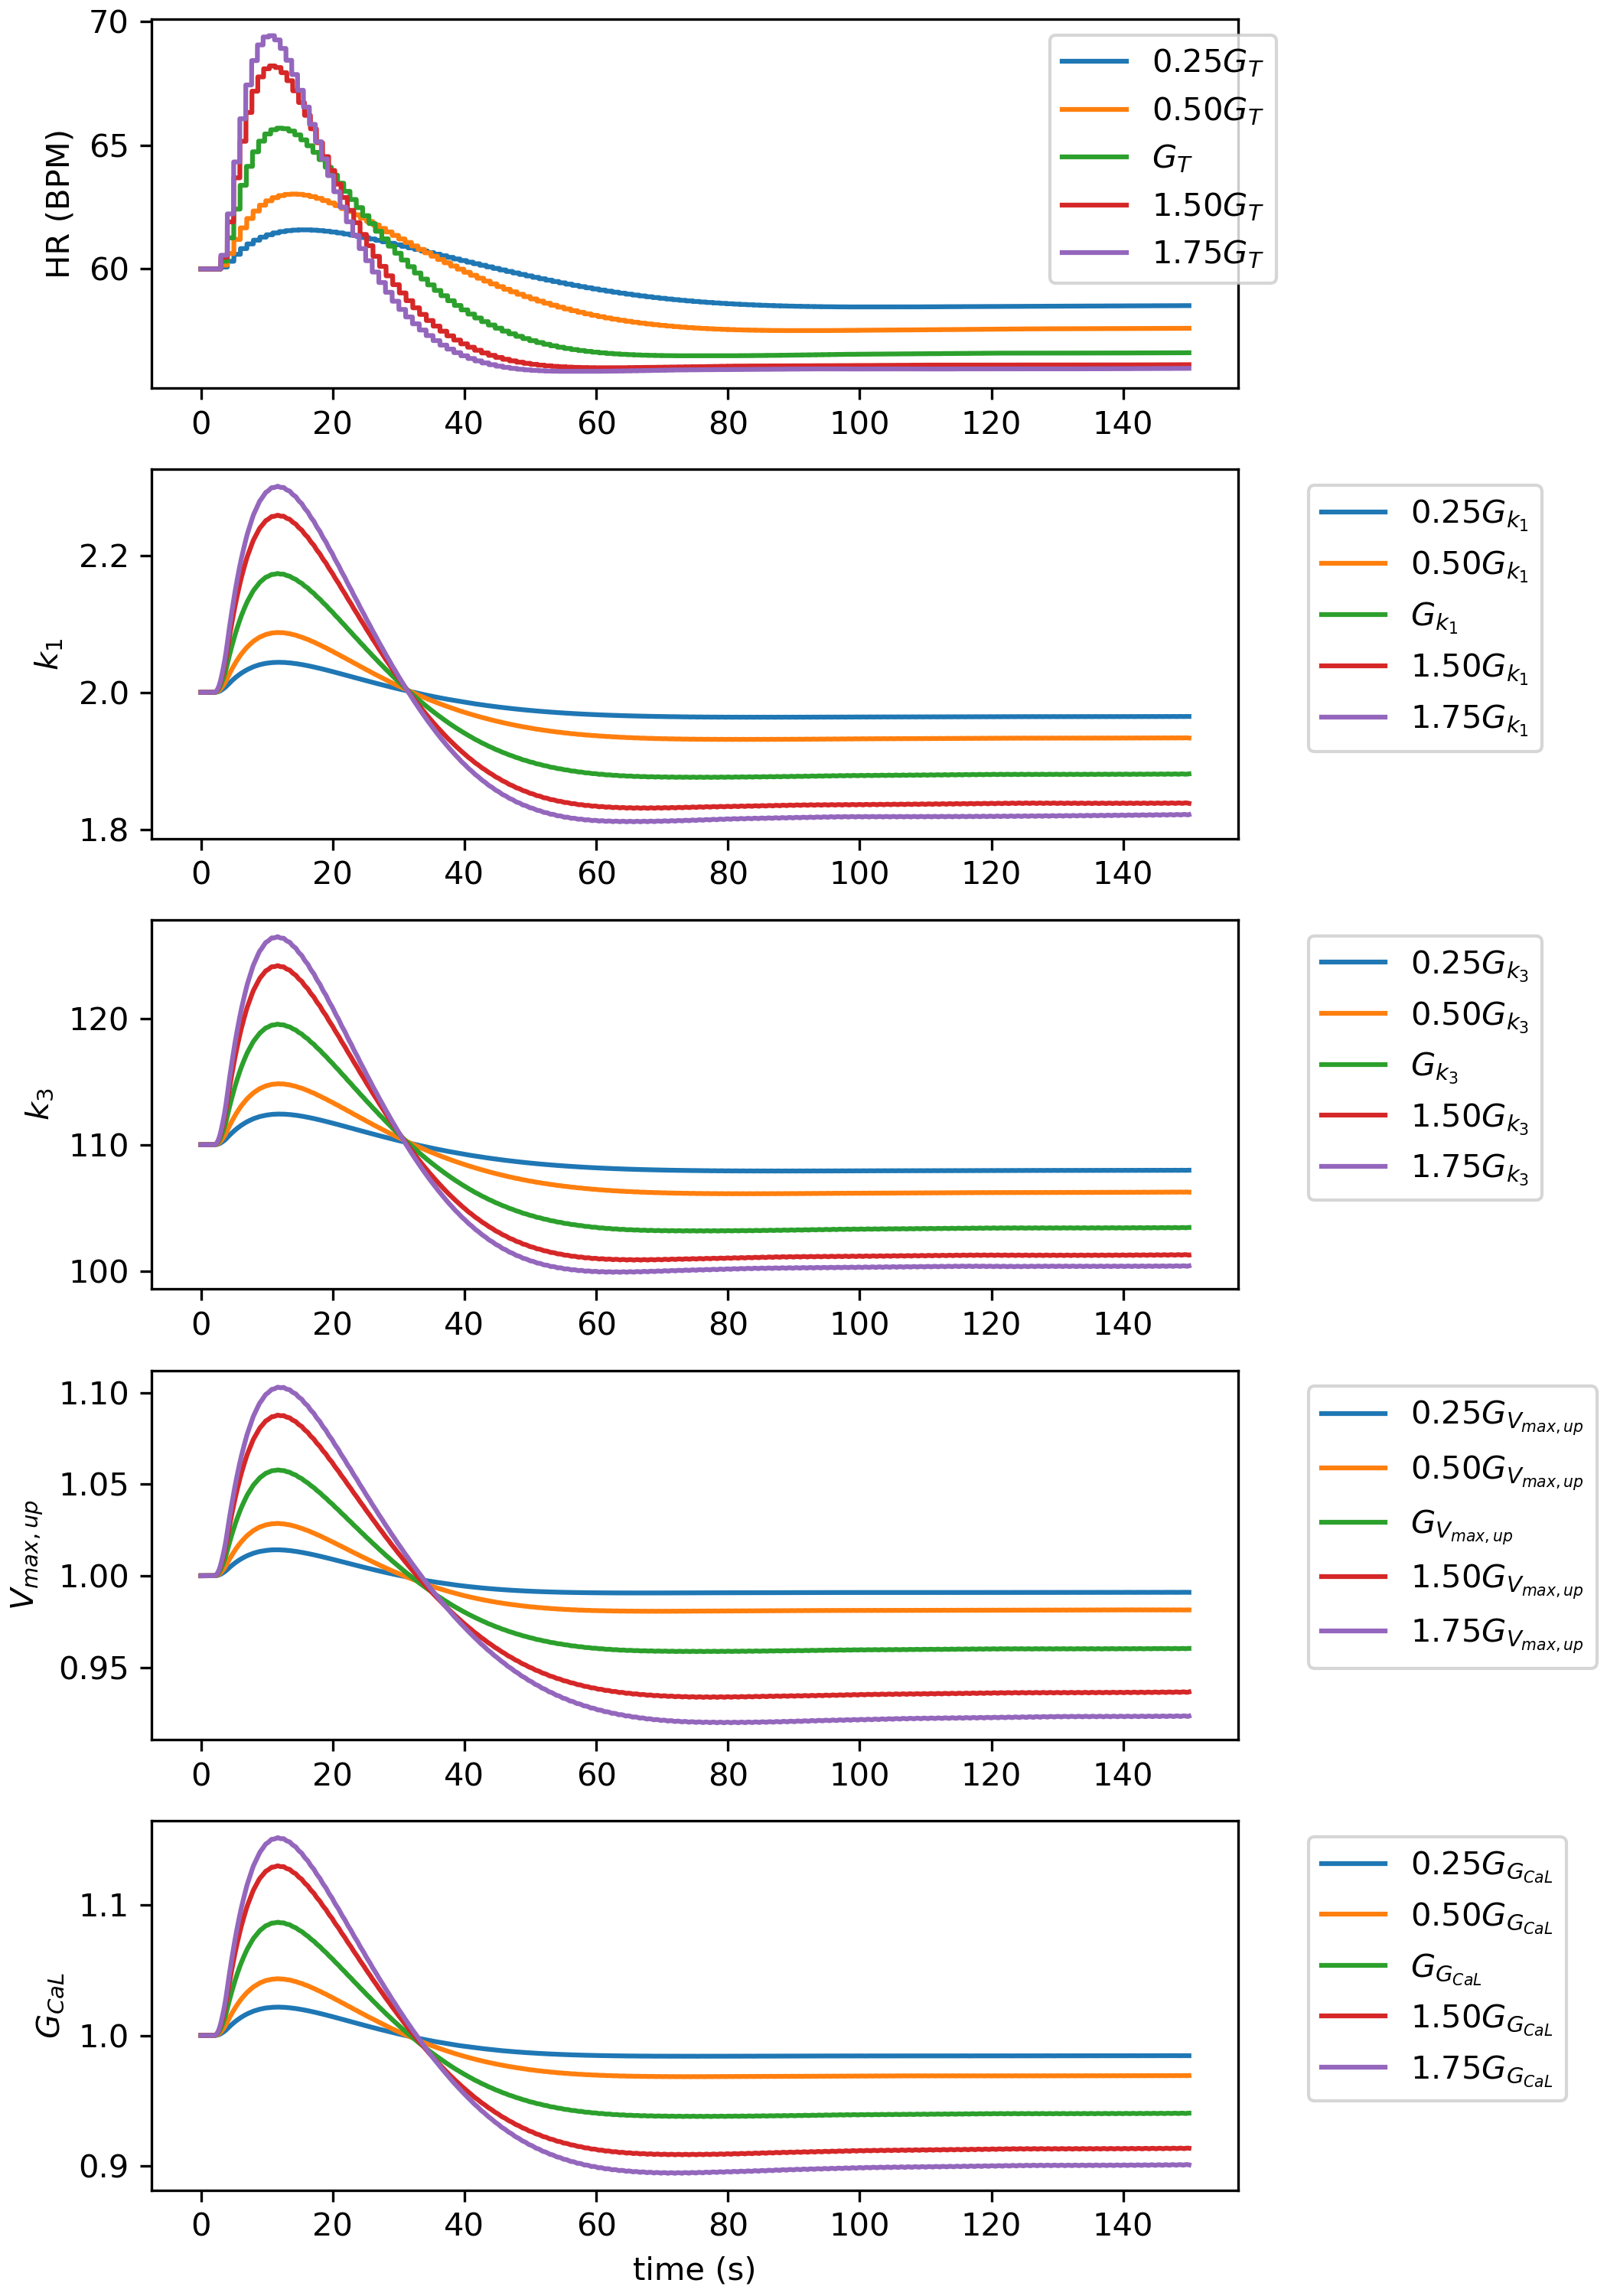 70
65
60
HR (BPM)
0.25G_T
0.50G_T
G_T
1.50G_T
1.75G_T
0 20 40 60 80 100 120 140
2.2
2.0
1.8
k_1
0.25G_{k_1}
0.50G_{k_1}
G_{k_1}
1.50G_{k_1}
1.75G_{k_1}
0 20 40 60 80 100 120 140
120
110
100
k_3
0.25G_{k_3}
0.50G_{k_3}
G_{k_3}
1.50G_{k_3}
1.75G_{k_3}
0 20 40 60 80 100 120 140
1.10
1.05
1.00
0.95
V_{max,up}
0.25G_{V_{max,up}}
0.50G_{V_{max,up}}
G_{V_{max,up}}
1.50G_{V_{max,up}}
1.75G_{V_{max,up}}
0 20 40 60 80 100 120 140
1.1
1.0
0.9
G_{CaL}
0.25G_{G_{CaL}}
0.50G_{G_{CaL}}
G_{G_{CaL}}
1.50G_{G_{CaL}}
1.75G_{G_{CaL}}
0 20 40 60 80 100 120 140
time (s)